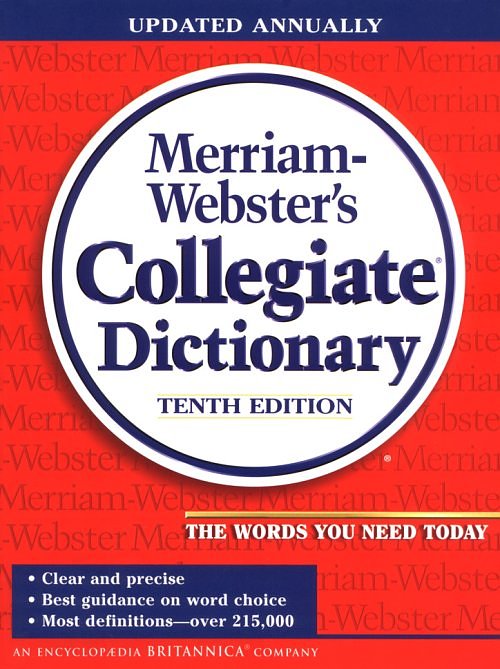 UPDATED ANNUALLY
Merriam-
Webster's
Collegiate®
Dictionary
TENTH EDITION
®
THE WORDS YOU NEED TODAY
• Clear and precise
• Best guidance on word choice
• Most definitions—over 215,000
AN ENCYCLOPÆDIA BRITANNICA® COMPANY